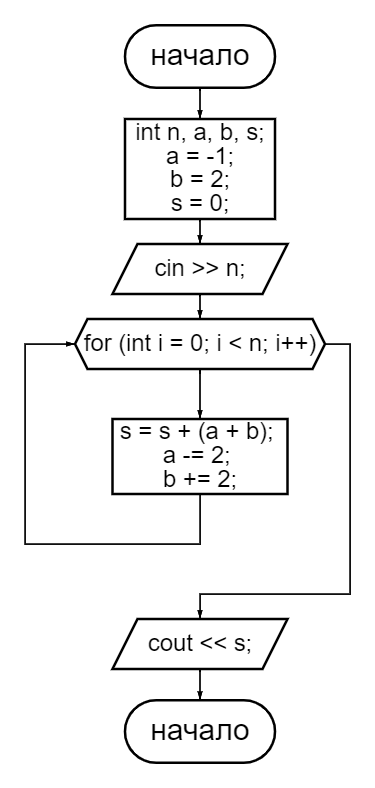 начало
int n, a, b, s;
a = -1;
b = 2;
s = 0;
cin >> n;
for (int i = 0; i < n; i++)
s = s + (a + b);
a -= 2;
b += 2;
cout << s;
начало